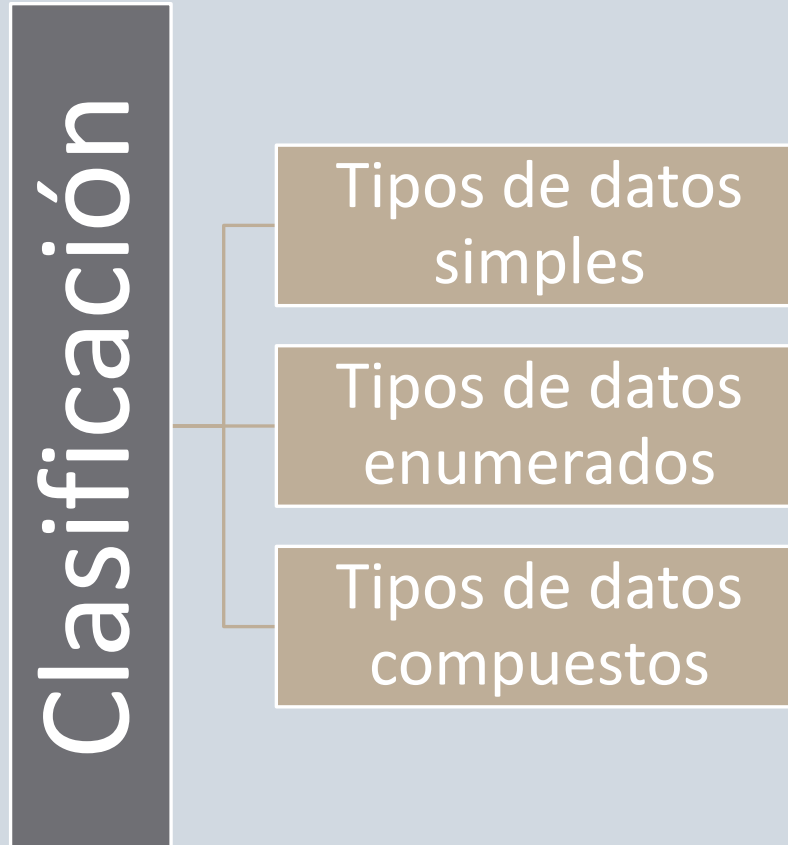 Clasificación
Tipos de datos
simples
Tipos de datos
enumerados
Tipos de datos
compuestos